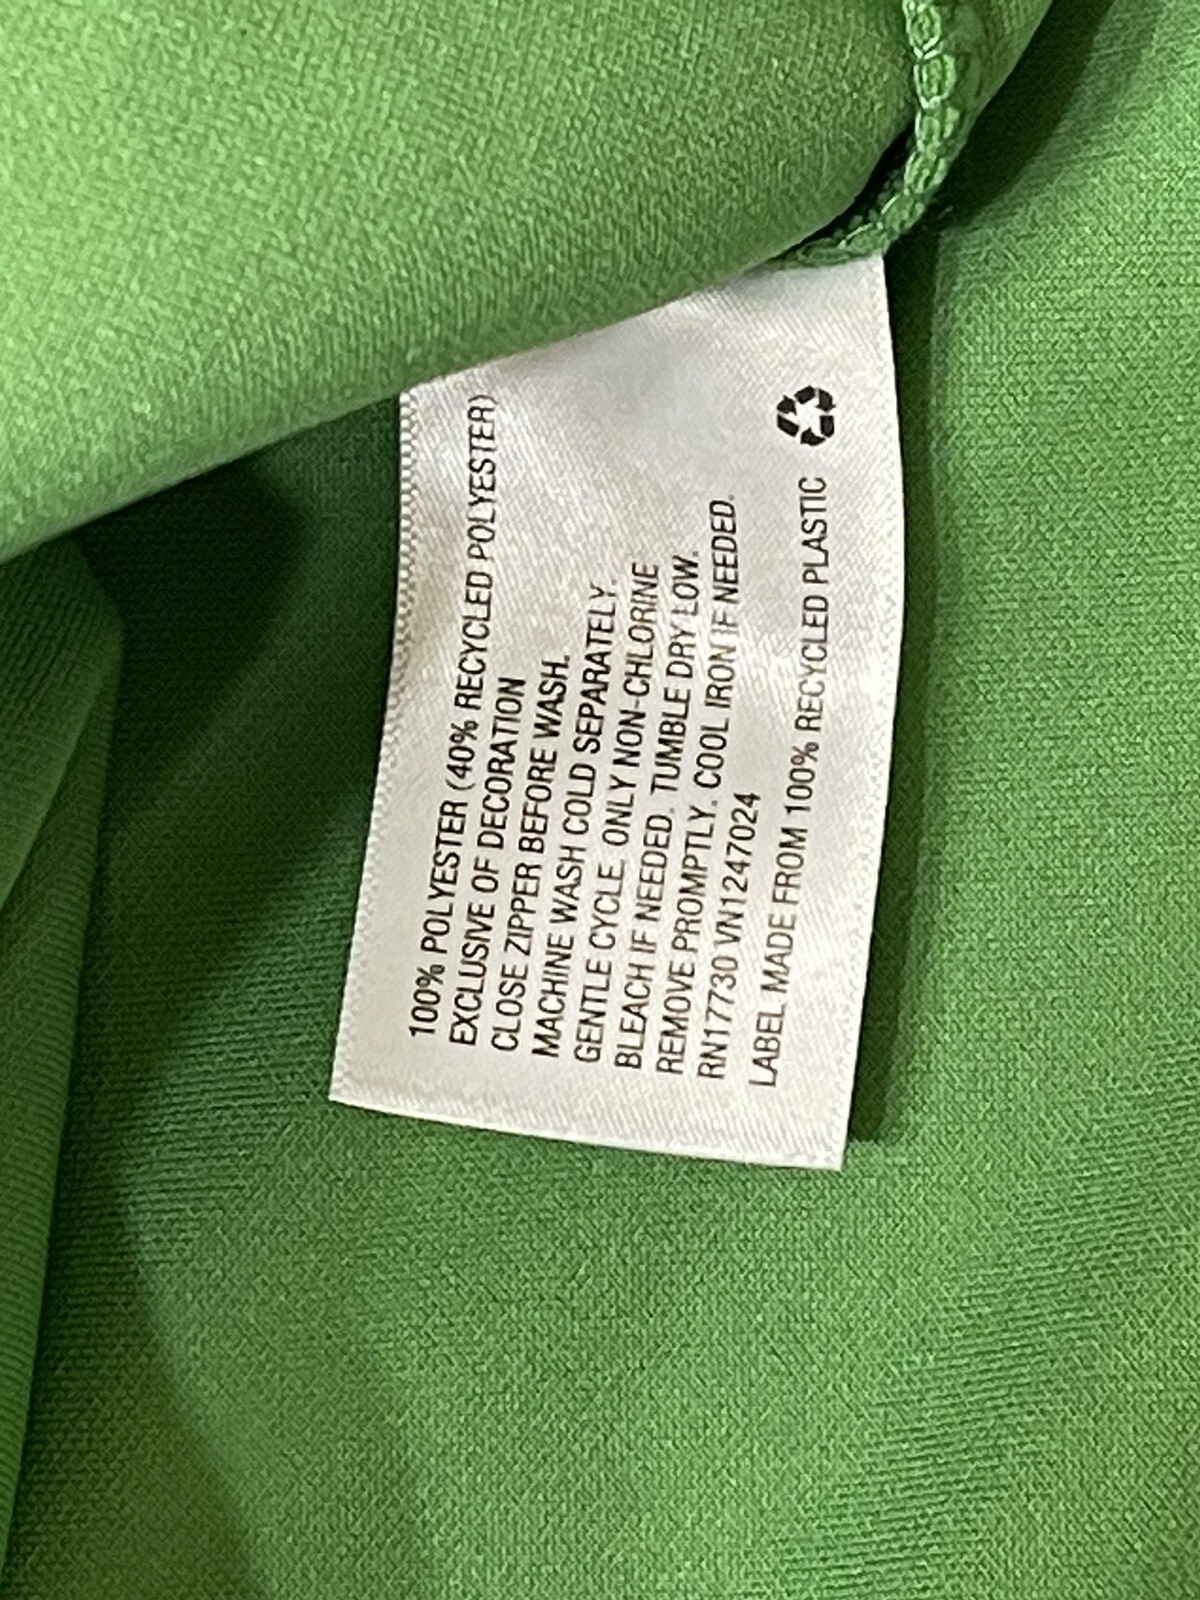 100% POLYESTER (40% RECYCLED POLYESTER)
EXCLUSIVE OF DECORATION
CLOSE ZIPPER BEFORE WASH.
MACHINE WASH COLD SEPARATELY.
GENTLE CYCLE. ONLY NON-CHLORINE
BLEACH IF NEEDED. TUMBLE DRY LOW.
REMOVE PROMPTLY. COOL IRON IF NEEDED.
RN17730 VN1247024
LABEL MADE FROM 100% RECYCLED PLASTIC